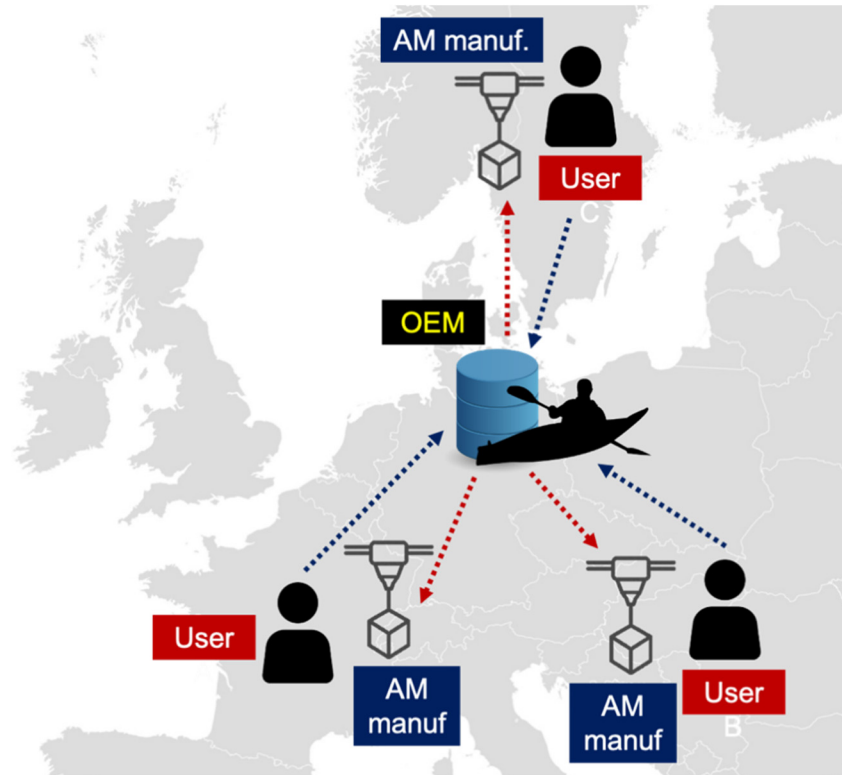 AM manuf.
User
C
OEM
User
AM
manuf
AM
manuf
User
B